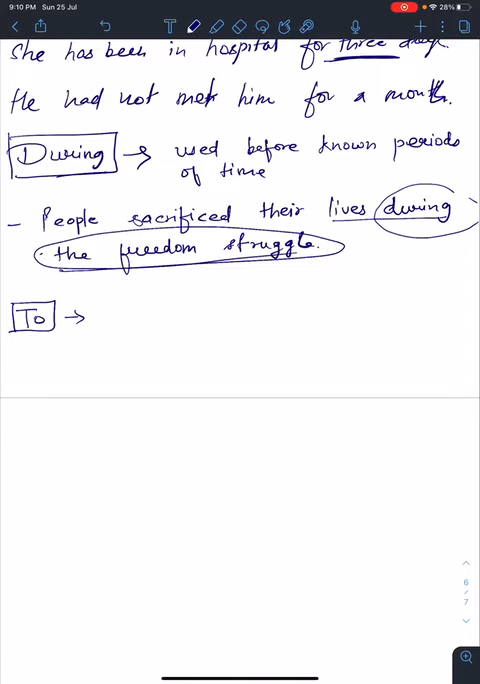 9:10 PM Sun 25 Jul 28%
She has been in hospital for three days.
He had not met him for a month.
During → used before known periods
of time
- People sacrificed their lives during
the freedom struggle.
To →
6
/
7